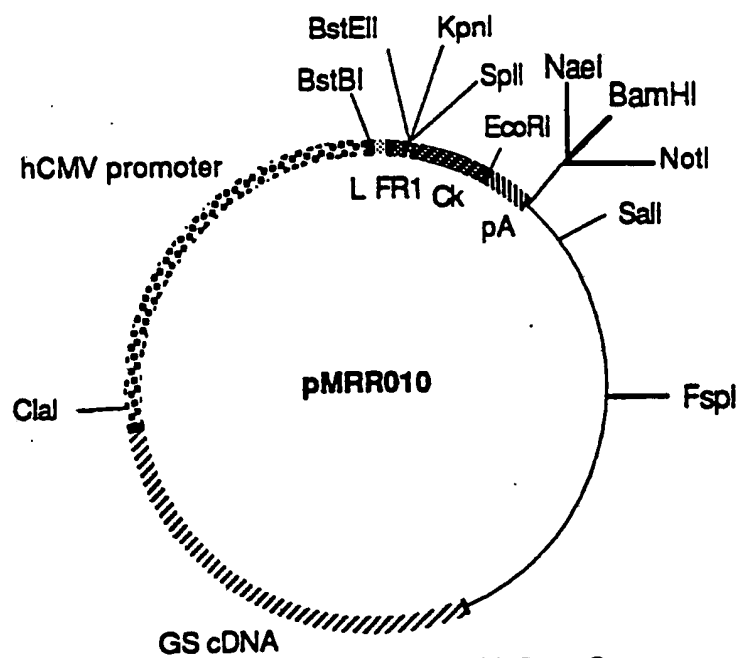 BstEII
KpnI
BstBI
SplI
NaeI
BamHI
EcoRI
NotI
hCMV promoter
L FR1 Ck
pA
SalI
pMRR010
ClaI
FspI
GS cDNA